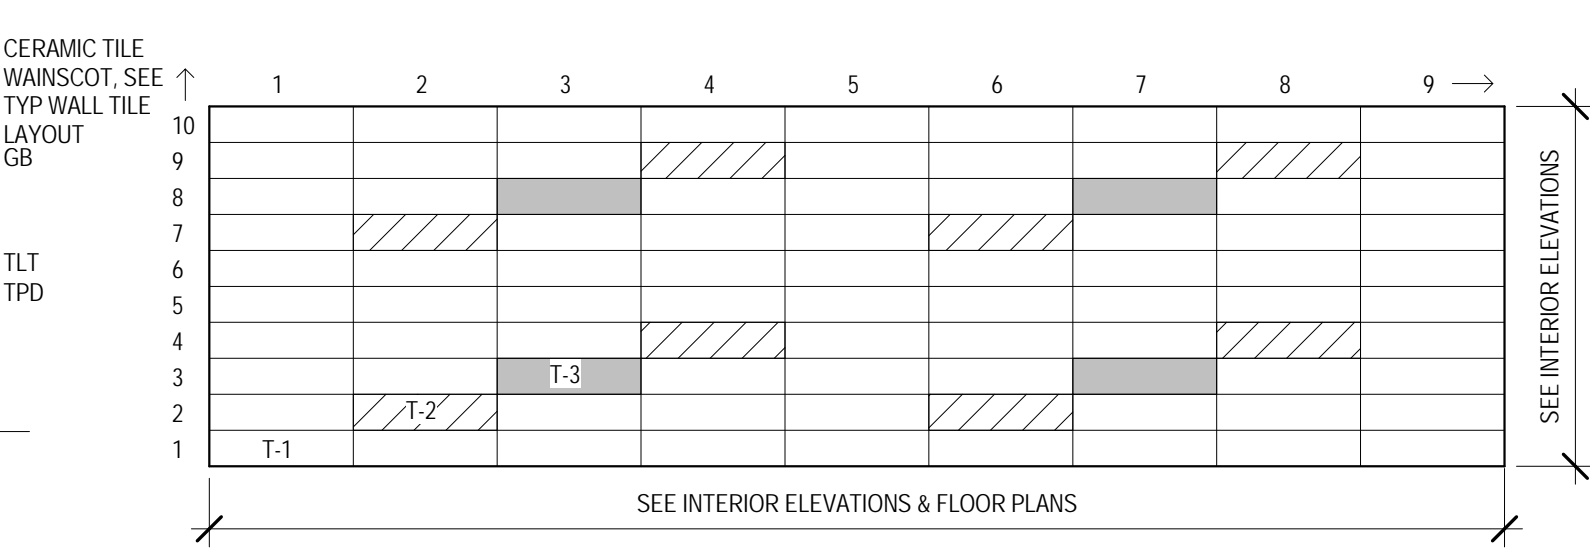 CERAMIC TILE
WAINSCOT, SEE
TYP WALL TILE
LAYOUT
GB
TLT
TPD
1 2 3 4 5 6 7 8 9
10
9
8
7
6
5
4
3 T-3
2 T-2
1 T-1
SEE INTERIOR ELEVATIONS
SEE INTERIOR ELEVATIONS & FLOOR PLANS